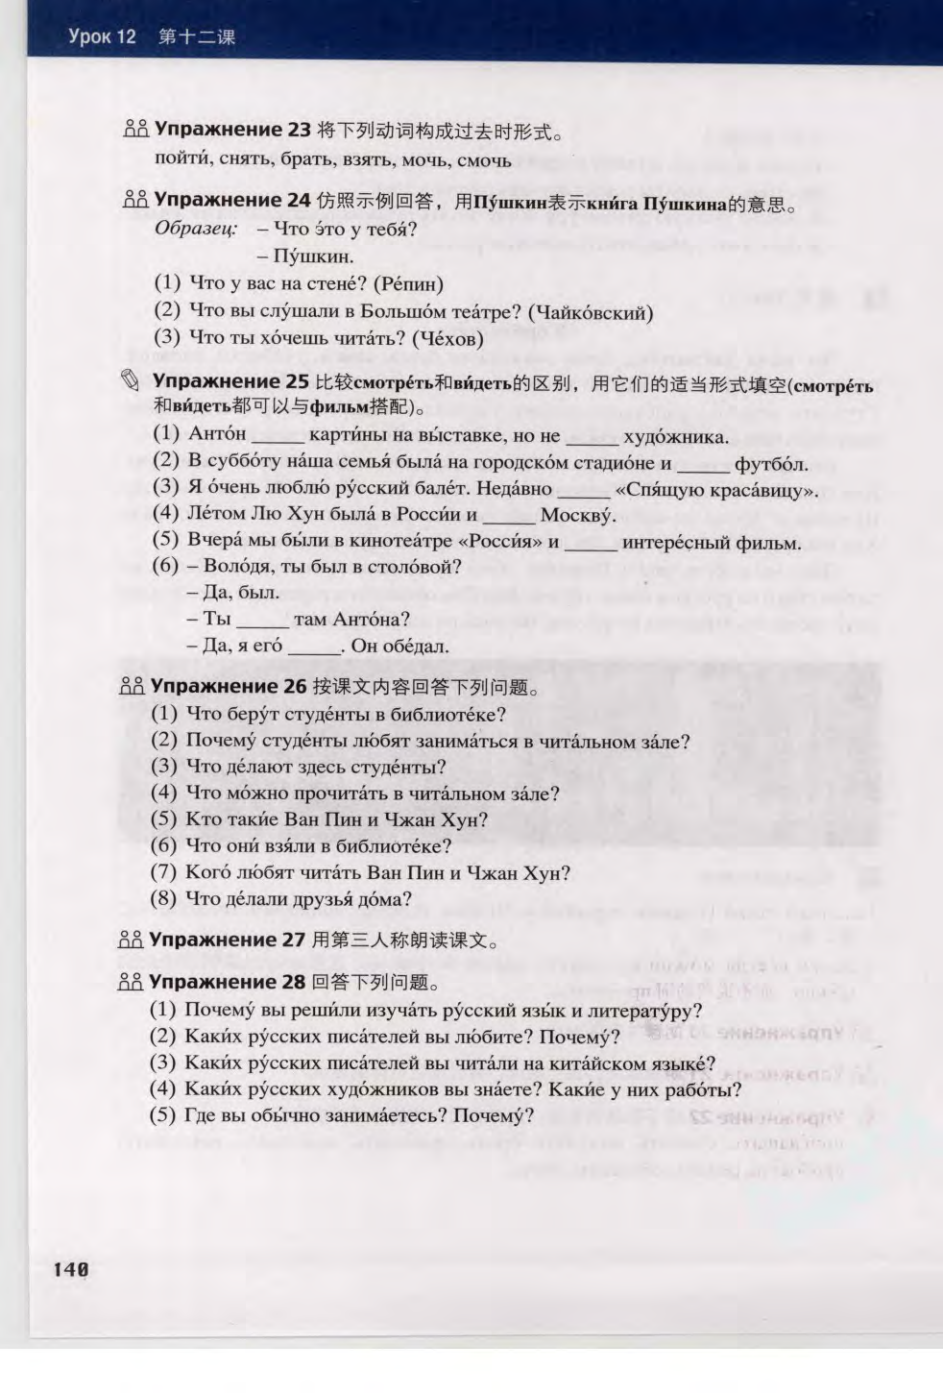 Урок 12 第十二课
Упражнение 23 将下列动词构成过去时形式。
пойти́, снять, брать, взять, мочь, смочь
Упражнение 24 仿照示例回答，用Пу́шкин表示кни́га Пу́шкина的意思。
Образец: – Что э́то у тебя́?
– Пу́шкин.
(1) Что у вас на стене́? (Ре́пин)
(2) Что вы слу́шали в Большо́м теа́тре? (Чайко́вский)
(3) Что ты хо́чешь чита́ть? (Че́хов)
Упражнение 25 比较смотре́ть和ви́деть的区别，用它们的适当形式填空(смотре́ть
和ви́деть都可以与фильм搭配)。
(1) Анто́н _____ карти́ны на вы́ставке, но не _____ худо́жника.
(2) В суббо́ту на́ша семья́ была́ на городско́м стадио́не и _____ футбо́л.
(3) Я о́чень люблю́ ру́сский бале́т. Неда́вно _____ «Спя́щую краса́вицу».
(4) Ле́том Лю Хун была́ в Росси́и и _____ Москву́.
(5) Вчера́ мы бы́ли в кинотеа́тре «Росси́я» и _____ интере́сный фильм.
(6) – Воло́дя, ты был в столо́вой?
– Да, был.
– Ты _____ там Анто́на?
– Да, я его́ _____. Он обе́дал.
Упражнение 26 按课文内容回答下列问题。
(1) Что беру́т студе́нты в библиоте́ке?
(2) Почему́ студе́нты лю́бят занима́ться в чита́льном за́ле?
(3) Что де́лают здесь студе́нты?
(4) Что мо́жно прочита́ть в чита́льном за́ле?
(5) Кто таки́е Ван Пин и Чжан Хун?
(6) Что они́ взя́ли в библиоте́ке?
(7) Кого́ лю́бят чита́ть Ван Пин и Чжан Хун?
(8) Что де́лали друзья́ до́ма?
Упражнение 27 用第三人称朗读课文。
Упражнение 28 回答下列问题。
(1) Почему́ вы реши́ли изуча́ть ру́сский язы́к и литерату́ру?
(2) Каки́х ру́сских писа́телей вы лю́бите? Почему́?
(3) Каки́х ру́сских писа́телей вы чита́ли на кита́йском языке́?
(4) Каки́х ру́сских худо́жников вы зна́ете? Каки́е у них рабо́ты?
(5) Где вы обы́чно занима́етесь? Почему́?
140